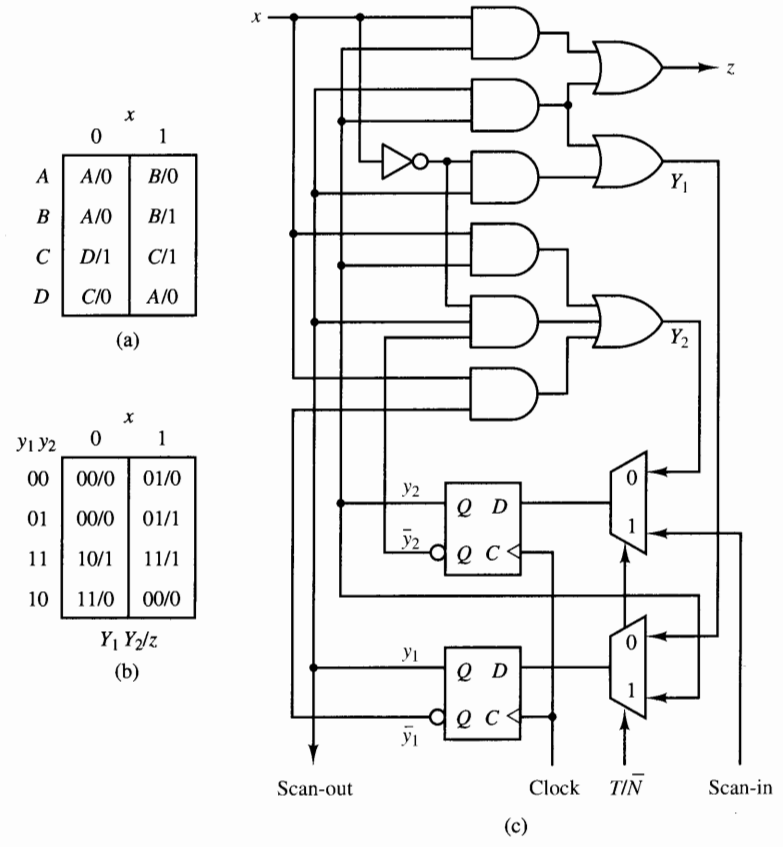 x
0 1
A A/0 B/0
B A/0 B/1
C D/1 C/1
D C/0 A/0
(a)
x
y₁ y₂ 0 1
00 00/0 01/0
01 00/0 01/1
11 10/1 11/1
10 11/0 00/0
Y₁ Y₂/z
(b)
x
z
Y₁
Y₂
0
1
y₂
Q D
y̅₂
Q C
0
1
y₁
Q D
y̅₁
Q C
Scan-out Clock T/N̅ Scan-in
(c)